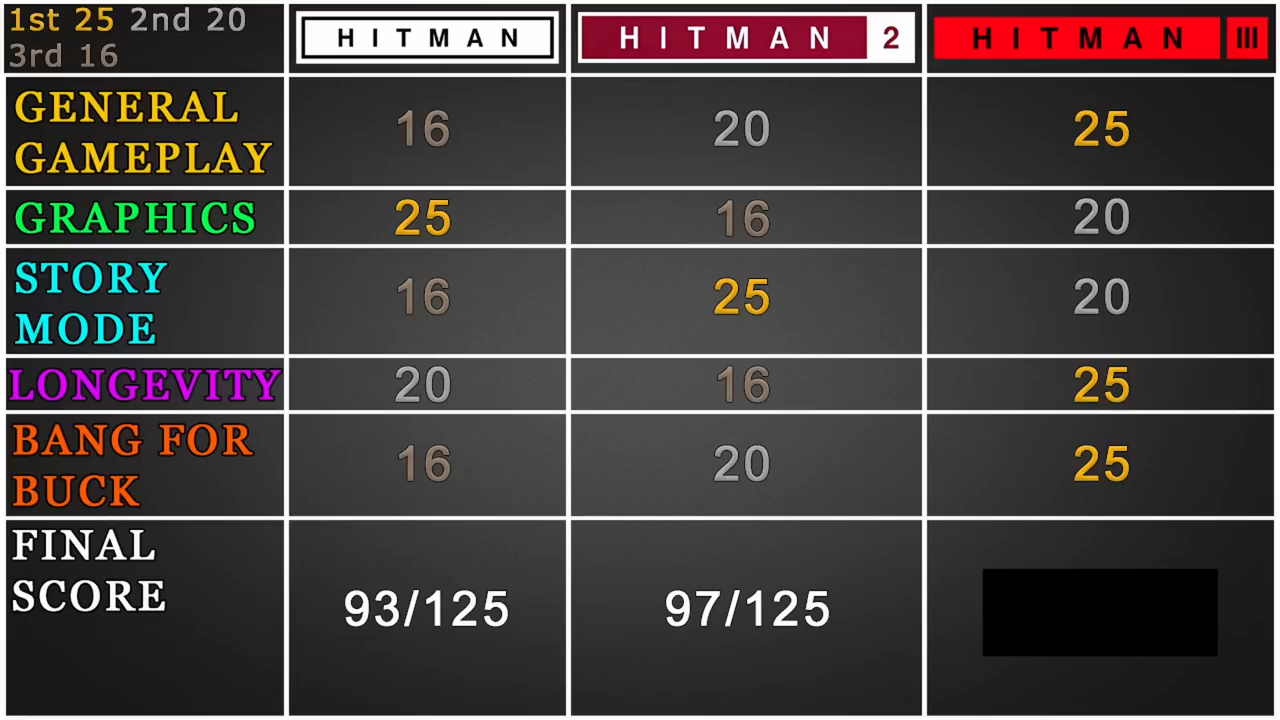 1st 25 2nd 20
3rd 16
HITMAN
HITMAN 2
HITMAN III
GENERAL
GAMEPLAY
16 20 25
GRAPHICS 25 16 20
STORY
MODE
16 25 20
LONGEVITY 20 16 25
BANG FOR
BUCK
16 20 25
FINAL
SCORE
93/125 97/125